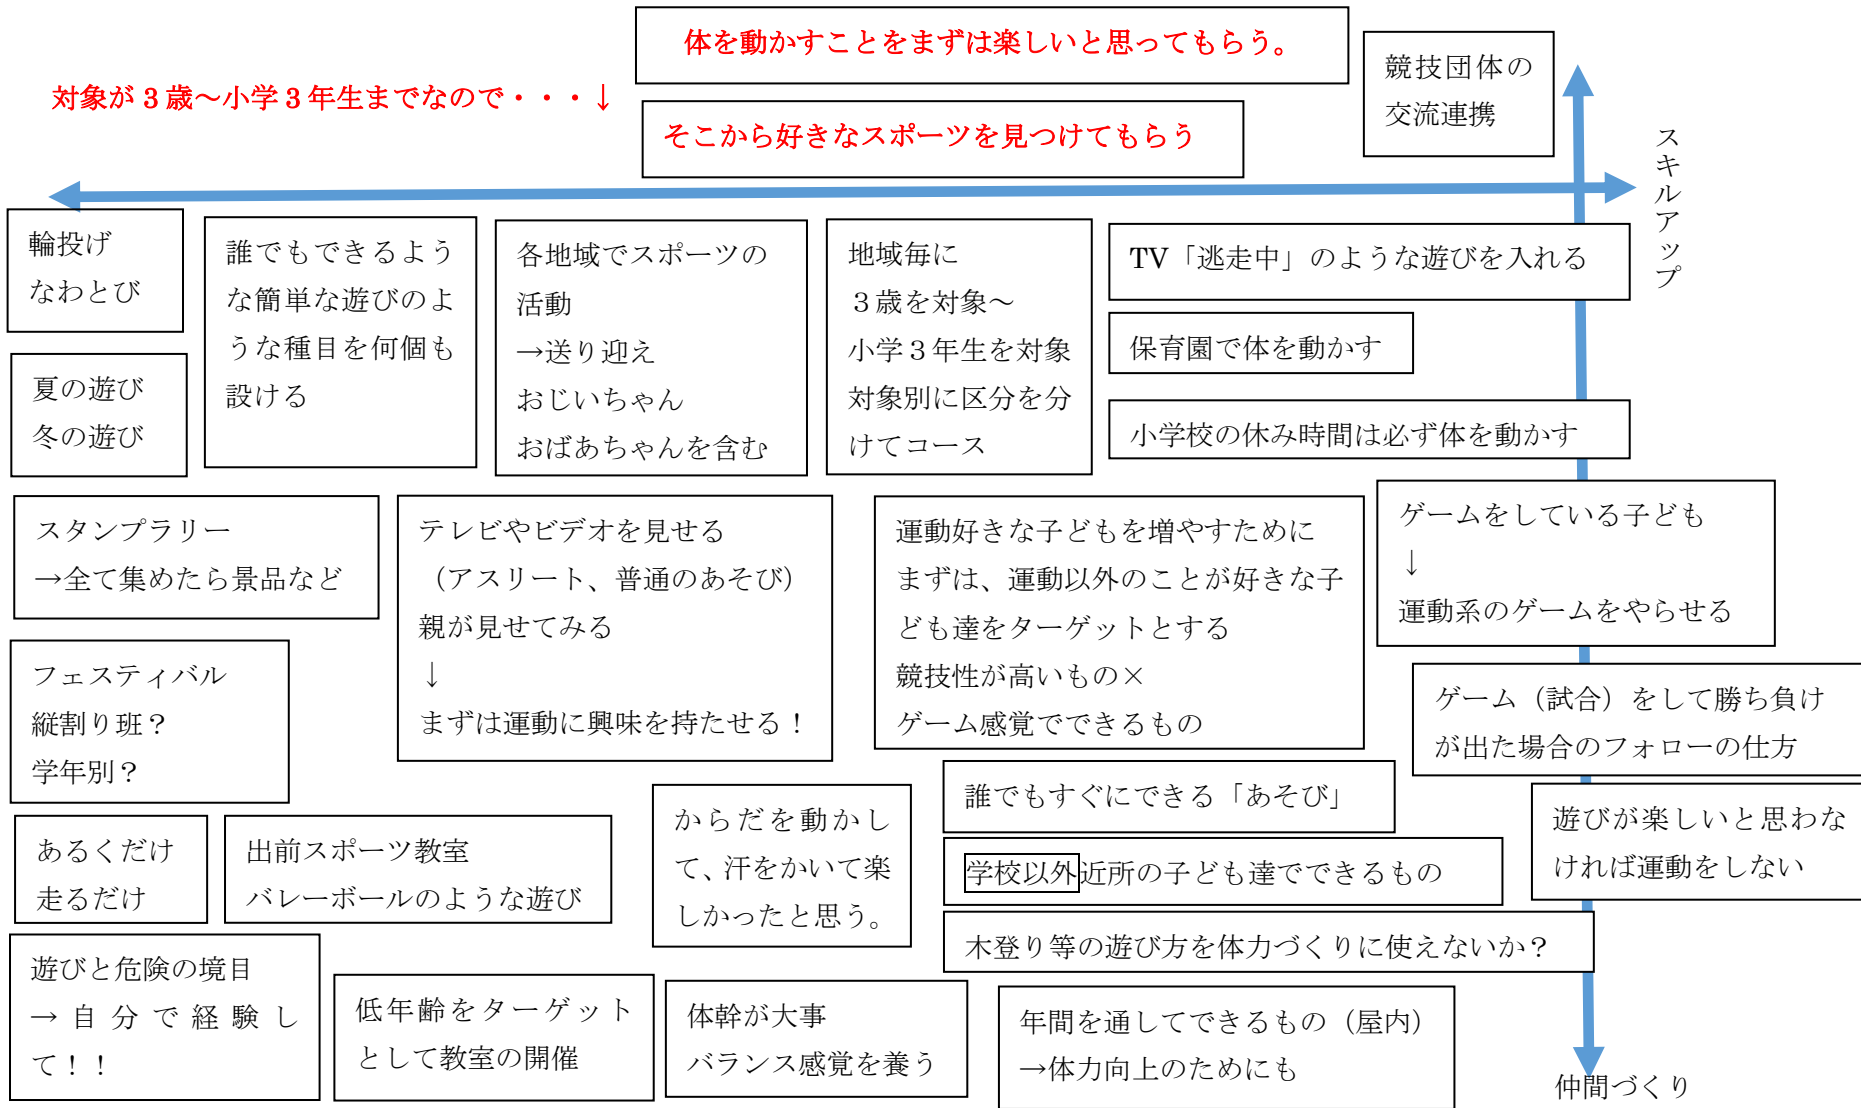 体を動かすことをまずは楽しいと思ってもらう。
対象が3歳～小学3年生までなので・・・↓
そこから好きなスポーツを見つけてもらう
競技団体の
交流連携
スキルアップ
輪投げ
なわとび
夏の遊び
冬の遊び
誰でもできるよう
な簡単な遊びのよ
うな種目を何個も
設ける
各地域でスポーツの
活動
→送り迎え
おじいちゃん
おばあちゃんを含む
地域毎に
３歳を対象～
小学３年生を対象
対象別に区分を分
けてコース
TV「逃走中」のような遊びを入れる
保育園で体を動かす
小学校の休み時間は必ず体を動かす
スタンプラリー
→全て集めたら景品など
テレビやビデオを見せる
（アスリート、普通のあそび）
親が見せてみる
↓
まずは運動に興味を持たせる！
運動好きな子どもを増やすために
まずは、運動以外のことが好きな子
ども達をターゲットとする
競技性が高いもの×
ゲーム感覚でできるもの
ゲームをしている子ども
↓
運動系のゲームをやらせる
フェスティバル
縦割り班？
学年別？
ゲーム（試合）をして勝ち負け
が出た場合のフォローの仕方
あるくだけ
走るだけ
出前スポーツ教室
バレーボールのような遊び
からだを動かし
て、汗をかいて楽
しかったと思う。
誰でもすぐにできる「あそび」
学校以外近所の子ども達でできるもの
木登り等の遊び方を体力づくりに使えないか？
遊びが楽しいと思わな
ければ運動をしない
遊びと危険の境目
→自分で経験し
て！！
低年齢をターゲット
として教室の開催
体幹が大事
バランス感覚を養う
年間を通してできるもの（屋内）
→体力向上のためにも
仲間づくり